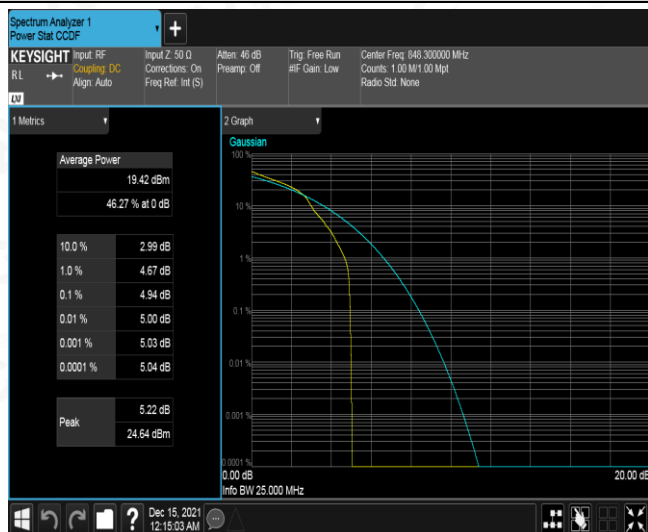 Spectrum Analyzer 1
Power Stat CCDF
+
KEYSIGHT
RL
LXI
Input: RF
Coupling: DC
Align: Auto
Input Z: 50 Ω
Corrections: On
Freq Ref: Int (S)
Atten: 46 dB
Preamp: Off
Trig: Free Run
#IF Gain: Low
Center Freq: 848.300000 MHz
Counts: 1.00 M/1.00 Mpt
Radio Std: None
1 Metrics
Average Power
19.42 dBm
46.27 % at 0 dB
10.0 % 2.99 dB
1.0 % 4.67 dB
0.1 % 4.94 dB
0.01 % 5.00 dB
0.001 % 5.03 dB
0.0001 % 5.04 dB
Peak
5.22 dB
24.64 dBm
2 Graph
Gaussian
100 %
10 %
1 %
0.1 %
0.01 %
0.001 %
0.0001 %
0.00 dB
20.00 dB
Info BW 25.000 MHz
?
Dec 15, 2021
12:15:03 AM